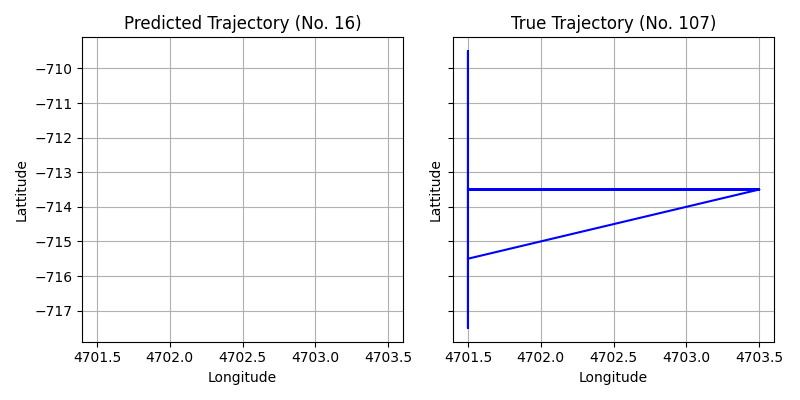 Predicted Trajectory (No. 16)
True Trajectory (No. 107)
Lattitude
−710
−711
−712
−713
−714
−715
−716
−717
4701.5 4702.0 4702.5 4703.0 4703.5
Longitude
Lattitude
4701.5 4702.0 4702.5 4703.0 4703.5
Longitude